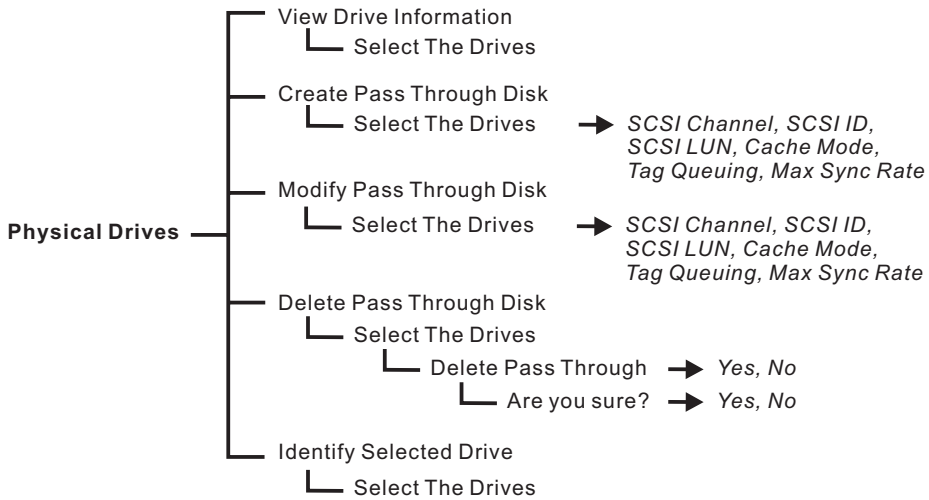 View Drive Information
Select The Drives
Create Pass Through Disk
Select The Drives
SCSI Channel, SCSI ID,
SCSI LUN, Cache Mode,
Tag Queuing, Max Sync Rate
Modify Pass Through Disk
Physical Drives
Select The Drives
SCSI Channel, SCSI ID,
SCSI LUN, Cache Mode,
Tag Queuing, Max Sync Rate
Delete Pass Through Disk
Select The Drives
Delete Pass Through
Yes, No
Are you sure?
Yes, No
Identify Selected Drive
Select The Drives